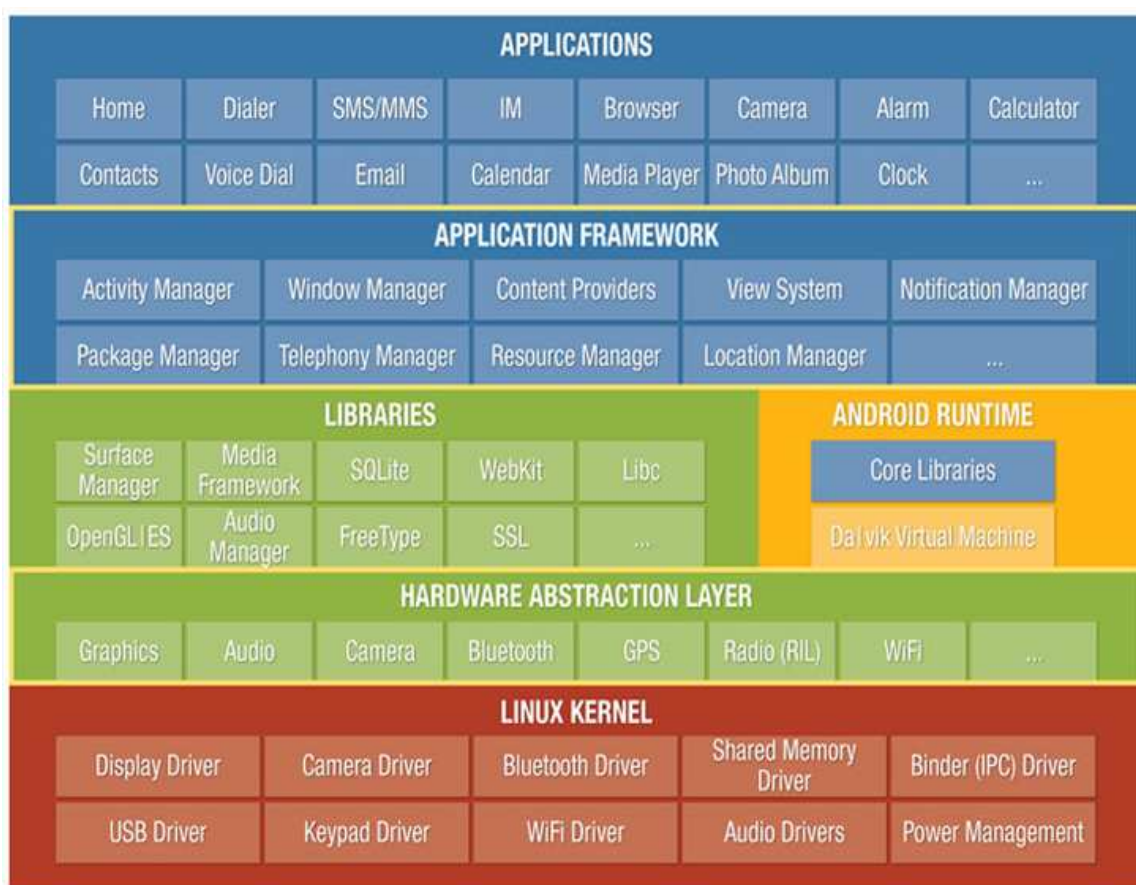 APPLICATIONS
Home Dialer SMS/MMS IM Browser Camera Alarm Calculator
Contacts Voice Dial Email Calendar Media Player Photo Album Clock ...
APPLICATION FRAMEWORK
Activity Manager Window Manager Content Providers View System Notification Manager
Package Manager Telephony Manager Resource Manager Location Manager ...
LIBRARIES
Surface Manager Media Framework SQLite WebKit Libc
OpenGL|ES Audio Manager FreeType SSL ...
ANDROID RUNTIME
Core Libraries
Dalvik Virtual Machine
HARDWARE ABSTRACTION LAYER
Graphics Audio Camera Bluetooth GPS Radio (RIL) WiFi ...
LINUX KERNEL
Display Driver Camera Driver Bluetooth Driver Shared Memory Driver Binder (IPC) Driver
USB Driver Keypad Driver WiFi Driver Audio Drivers Power Management